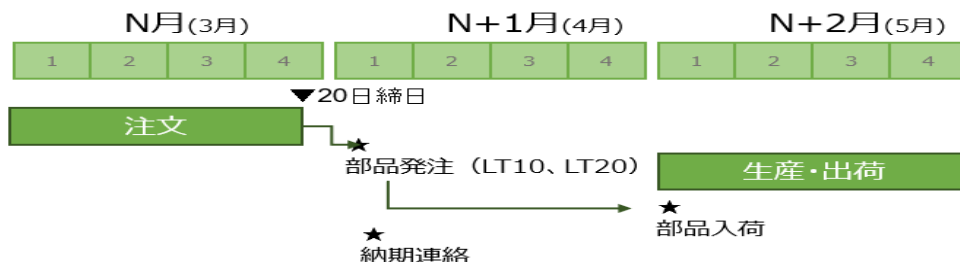 N月(3月) N+1月(4月) N+2月(5月)
1 2 3 4 1 2 3 4 1 2 3 4
▼20日締日
注文
部品発注（LT10、LT20）
生産・出荷
部品入荷
納期連絡